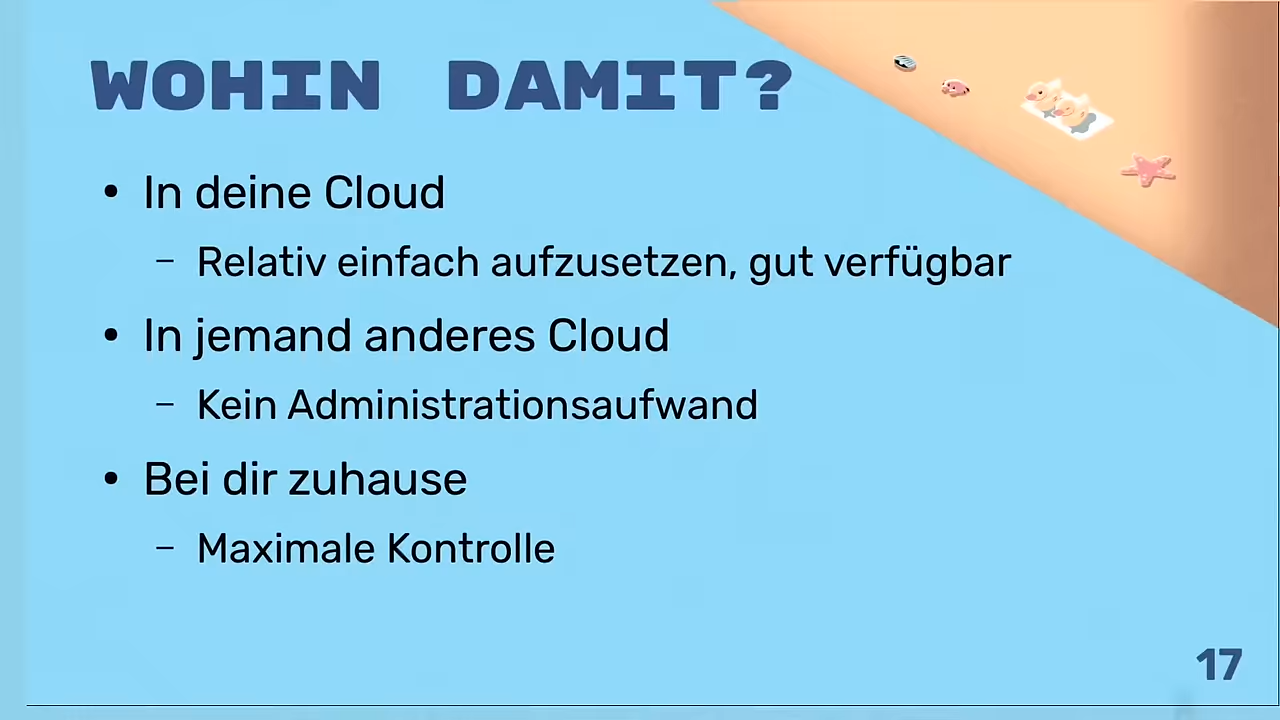 WOHIN DAMIT?
• In deine Cloud
– Relativ einfach aufzusetzen, gut verfügbar
• In jemand anderes Cloud
– Kein Administrationsaufwand
• Bei dir zuhause
– Maximale Kontrolle
17